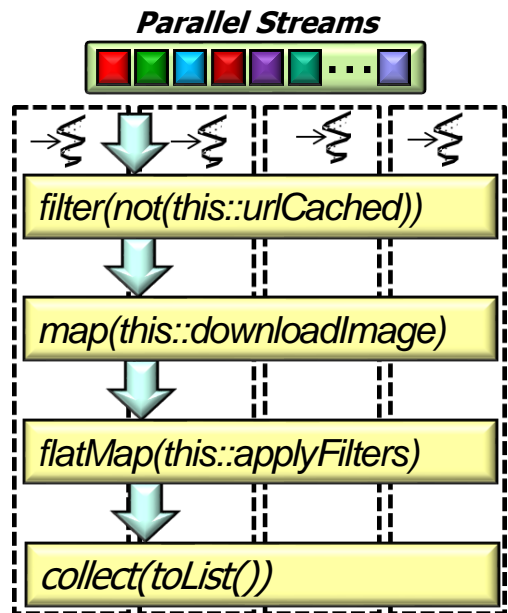 Parallel Streams
filter(not(this::urlCached))
map(this::downloadImage)
flatMap(this::applyFilters)
collect(toList())